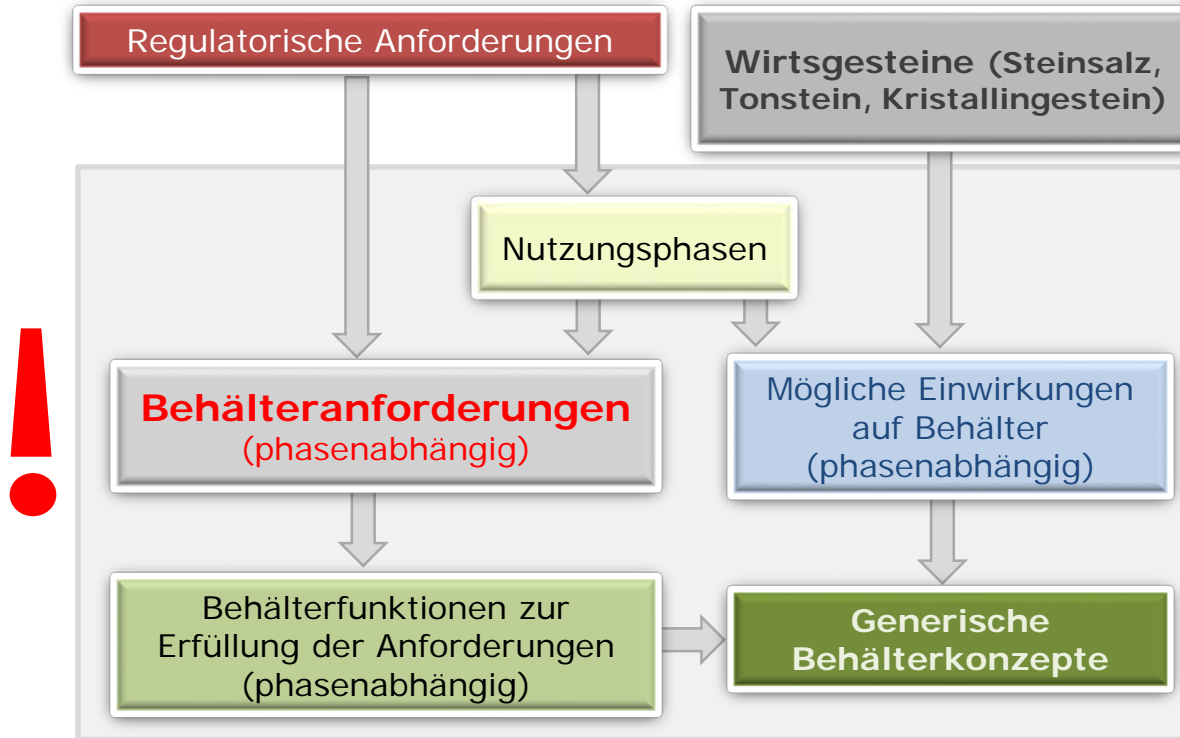 Regulatorische Anforderungen
Wirtsgesteine (Steinsalz,
Tonstein, Kristallingestein)
Nutzungsphasen
!
Behälteranforderungen
(phasenabhängig)
Mögliche Einwirkungen
auf Behälter
(phasenabhängig)
Behälterfunktionen zur
Erfüllung der Anforderungen
(phasenabhängig)
Generische
Behälterkonzepte